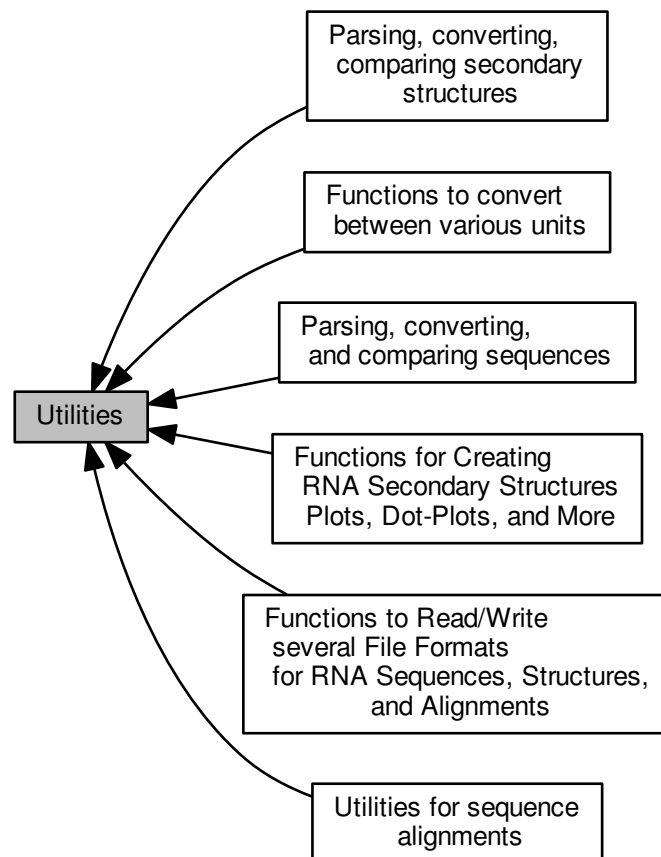 Parsing, converting,
comparing secondary
structures
Functions to convert
between various units
Parsing, converting,
and comparing sequences
Utilities
Functions for Creating
RNA Secondary Structures
Plots, Dot-Plots, and More
Functions to Read/Write
several File Formats
for RNA Sequences, Structures,
and Alignments
Utilities for sequence
alignments